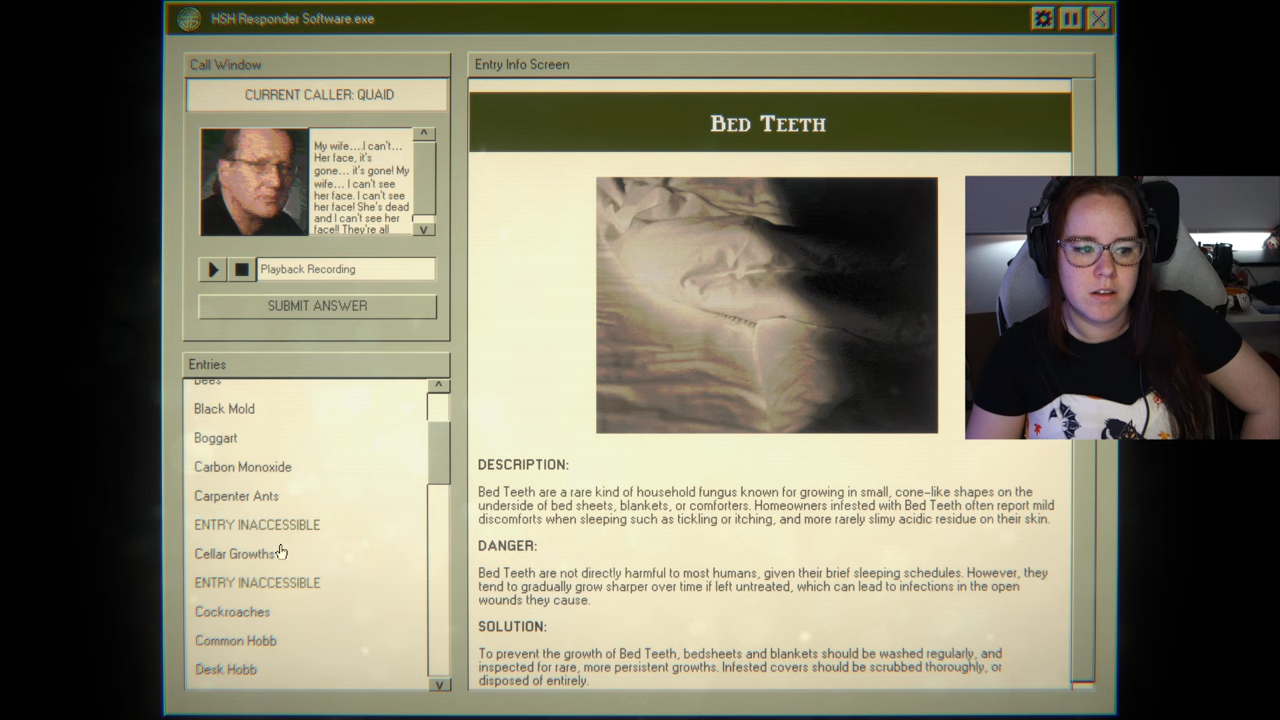 HSH Responder Software.exe
Call Window
CURRENT CALLER: QUAID
My wife....I can't...
Her face, it's
gone... it's gone! My
wife... I can't see
her face. I can't see
her face! She's dead
and I can't see her
face!! They're all
Playback Recording
SUBMIT ANSWER
Entries
Bees
Black Mold
Boggart
Carbon Monoxide
Carpenter Ants
ENTRY INACCESSIBLE
Cellar Growths
ENTRY INACCESSIBLE
Cockroaches
Common Hobb
Desk Hobb
Entry Info Screen
BED TEETH
DESCRIPTION:
Bed Teeth are a rare kind of household fungus known for growing in small, cone-like shapes on the
underside of bed sheets, blankets, or comforters. Homeowners infested with Bed Teeth often report mild
discomforts when sleeping such as tickling or itching, and more rarely slimy acidic residue on their skin.
DANGER:
Bed Teeth are not directly harmful to most humans, given their brief sleeping schedules. However, they
tend to gradually grow sharper over time if left untreated, which can lead to infections in the open
wounds they cause.
SOLUTION:
To prevent the growth of Bed Teeth, bedsheets and blankets should be washed regularly, and
inspected for rare, more persistent growths. Infested covers should be scrubbed thoroughly, or
disposed of entirely.